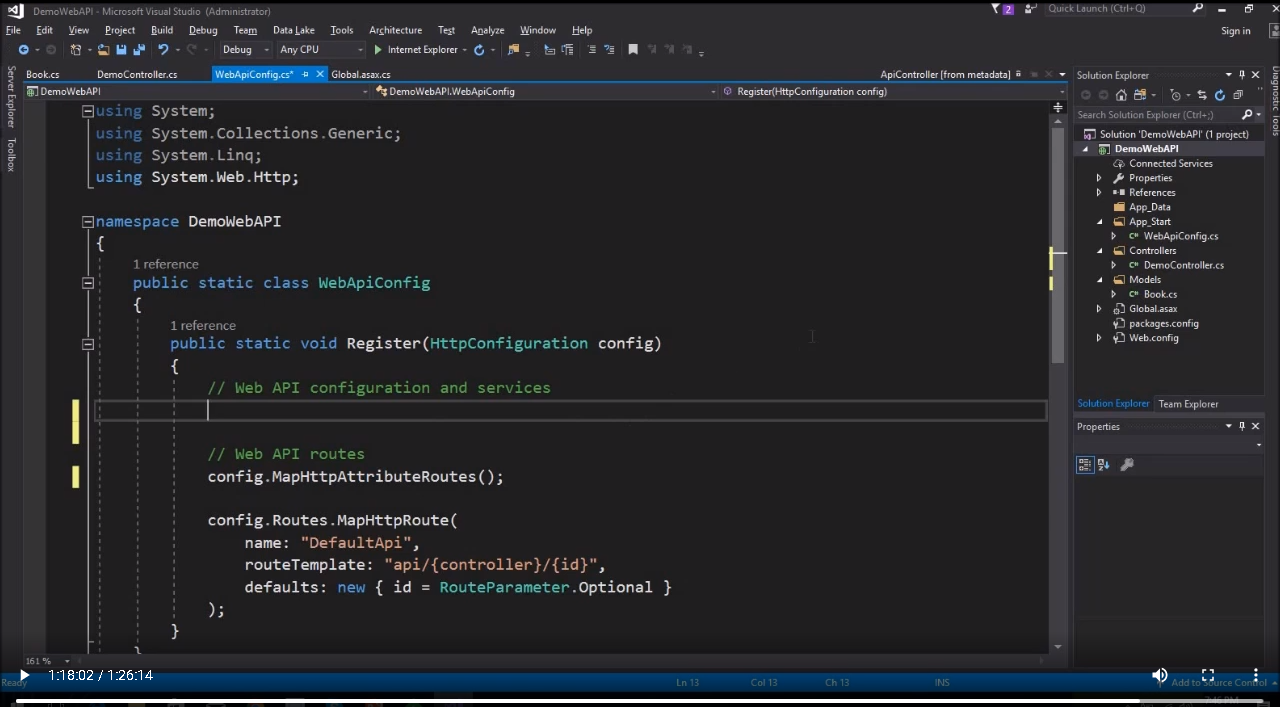 DemoWebAPI - Microsoft Visual Studio (Administrator)
2
Quick Launch (Ctrl+Q)
File Edit View Project Build Debug Team Data Lake Tools Architecture Test Analyze Window Help
Sign in
Debug Any CPU Internet Explorer
Book.cs DemoController.cs WebApiConfig.cs* Global.asax.cs ApiController [from metadata]
DemoWebAPI DemoWebAPI.WebApiConfig Register(HttpConfiguration config)
Server Explorer
Toolbox
using System;
using System.Collections.Generic;
using System.Linq;
using System.Web.Http;
namespace DemoWebAPI
{
1 reference
public static class WebApiConfig
{
1 reference
public static void Register(HttpConfiguration config)
{
// Web API configuration and services
// Web API routes
config.MapHttpAttributeRoutes();
config.Routes.MapHttpRoute(
name: "DefaultApi",
routeTemplate: "api/{controller}/{id}",
defaults: new { id = RouteParameter.Optional }
);
}
}
161 %
Solution Explorer
Search Solution Explorer (Ctrl+;)
Solution 'DemoWebAPI' (1 project)
DemoWebAPI
Connected Services
Properties
References
App_Data
App_Start
WebApiConfig.cs
Controllers
DemoController.cs
Models
Book.cs
Global.asax
packages.config
Web.config
Solution Explorer Team Explorer
Properties
Diagnostic Tools
1:18:02 / 1:26:14
Ready Ln 13 Col 13 Ch 13 INS Add to Source Control
7:46 PM